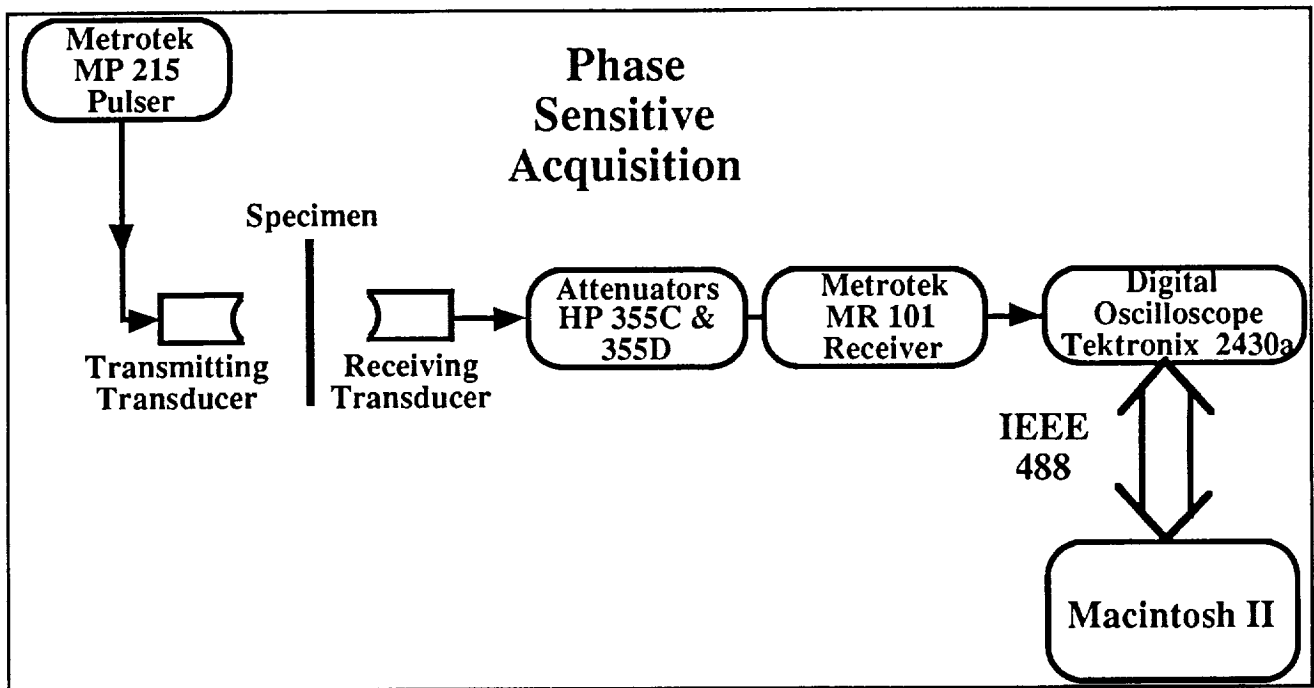 Metrotek
MP 215
Pulser
Phase
Sensitive
Acquisition
Specimen
Transmitting
Transducer
Receiving
Transducer
Attenuators
HP 355C &
355D
Metrotek
MR 101
Receiver
Digital
Oscilloscope
Tektronix 2430a
IEEE
488
Macintosh II